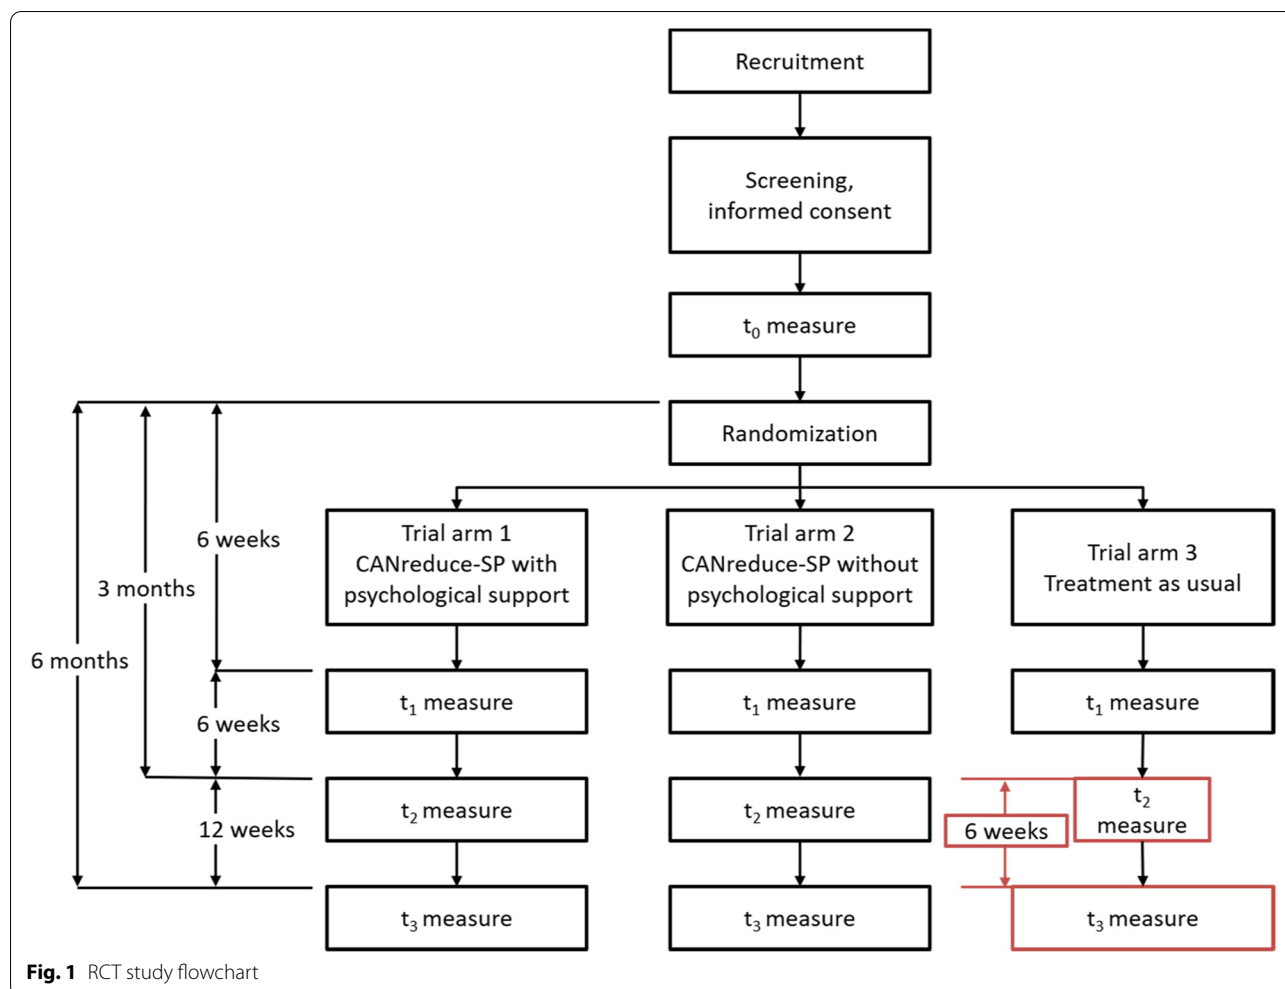 Recruitment
Screening,
informed consent
t₀ measure
Randomization
6 weeks
3 months
6 months
6 weeks
12 weeks
Trial arm 1
CANreduce-SP with
psychological support
t₁ measure
t₂ measure
t₃ measure
Trial arm 2
CANreduce-SP without
psychological support
t₁ measure
t₂ measure
t₃ measure
Trial arm 3
Treatment as usual
t₁ measure
t₂
measure
6 weeks
t₃ measure
Fig. 1 RCT study flowchart